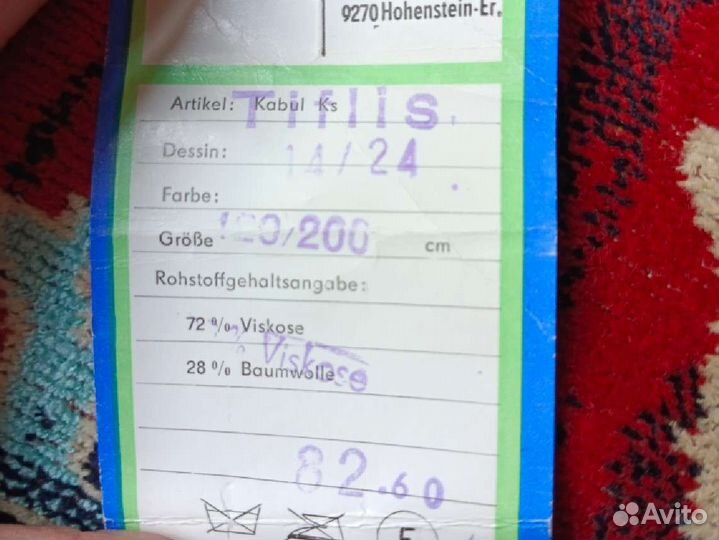 9270 Hohenstein-Er.
Artikel: Kabul Ks
Tiflis
Dessin: 14/24
Farbe:
Größe 120/200 cm
Rohstoffgehaltsangabe:
72 % Viskose
% Viskose
28 % Baumwolle
82.60
Avito